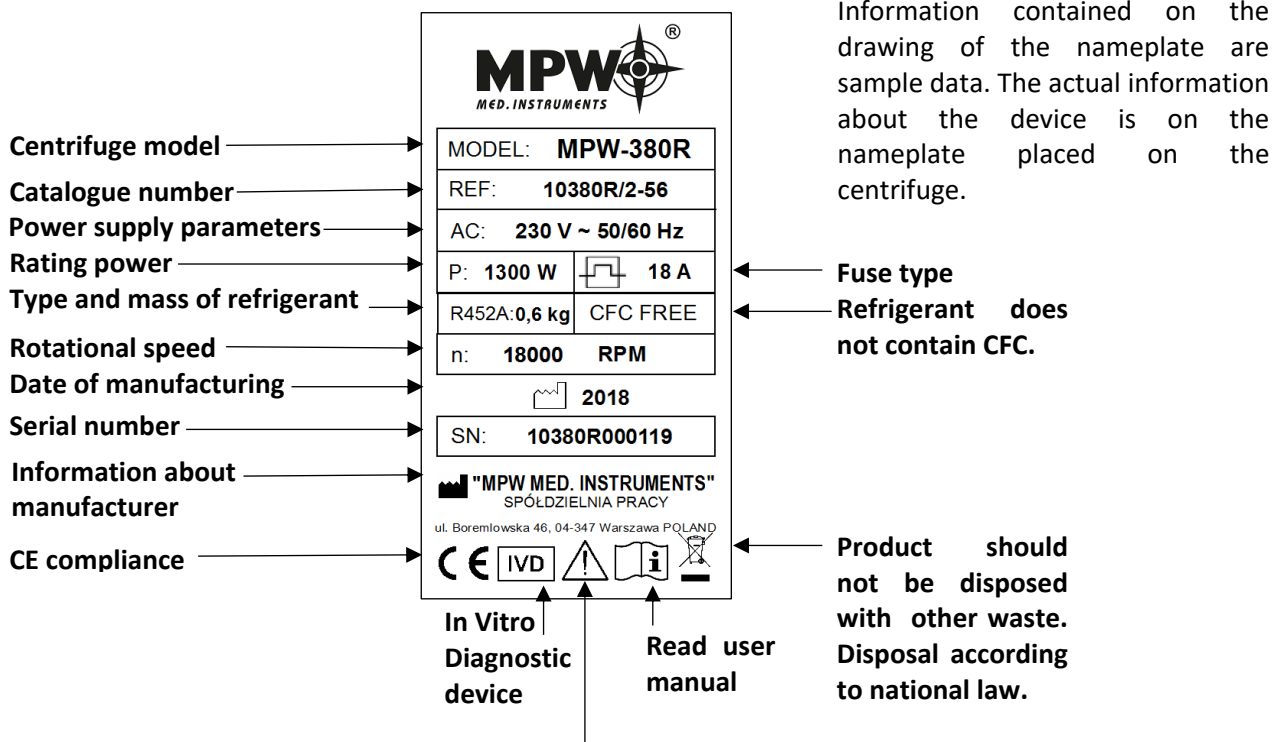 Information contained on the
drawing of the nameplate are
sample data. The actual information
about the device is on the
nameplate placed on the
centrifuge.
®
MPW
MED. INSTRUMENTS
Centrifuge model
MODEL: MPW-380R
Catalogue number
REF: 10380R/2-56
Power supply parameters
AC: 230 V ~ 50/60 Hz
Rating power
P: 1300 W 18 A
Fuse type
Type and mass of refrigerant
R452A:0,6 kg CFC FREE
Refrigerant does
not contain CFC.
Rotational speed
n: 18000 RPM
Date of manufacturing
2018
Serial number
SN: 10380R000119
Information about
manufacturer
"MPW MED. INSTRUMENTS"
SPÓŁDZIELNIA PRACY
ul. Boremlowska 46, 04-347 Warszawa POLAND
CE compliance
CE IVD ! i
Product should
not be disposed
with other waste.
Disposal according
to national law.
In Vitro
Diagnostic
device
Read user
manual